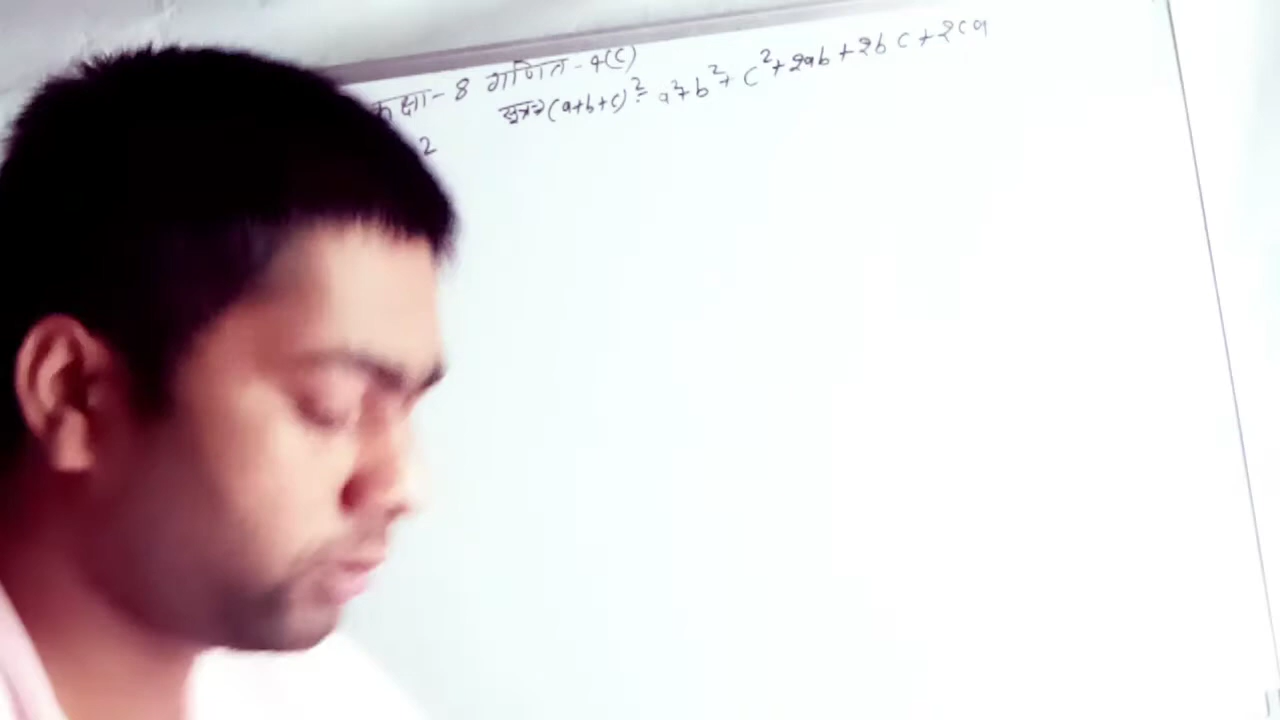 कक्षा - 8 गणित - 4(C)
सूत्र→ (a+b+c)² = a²+b²+c²+2ab+2bc+2ca
2